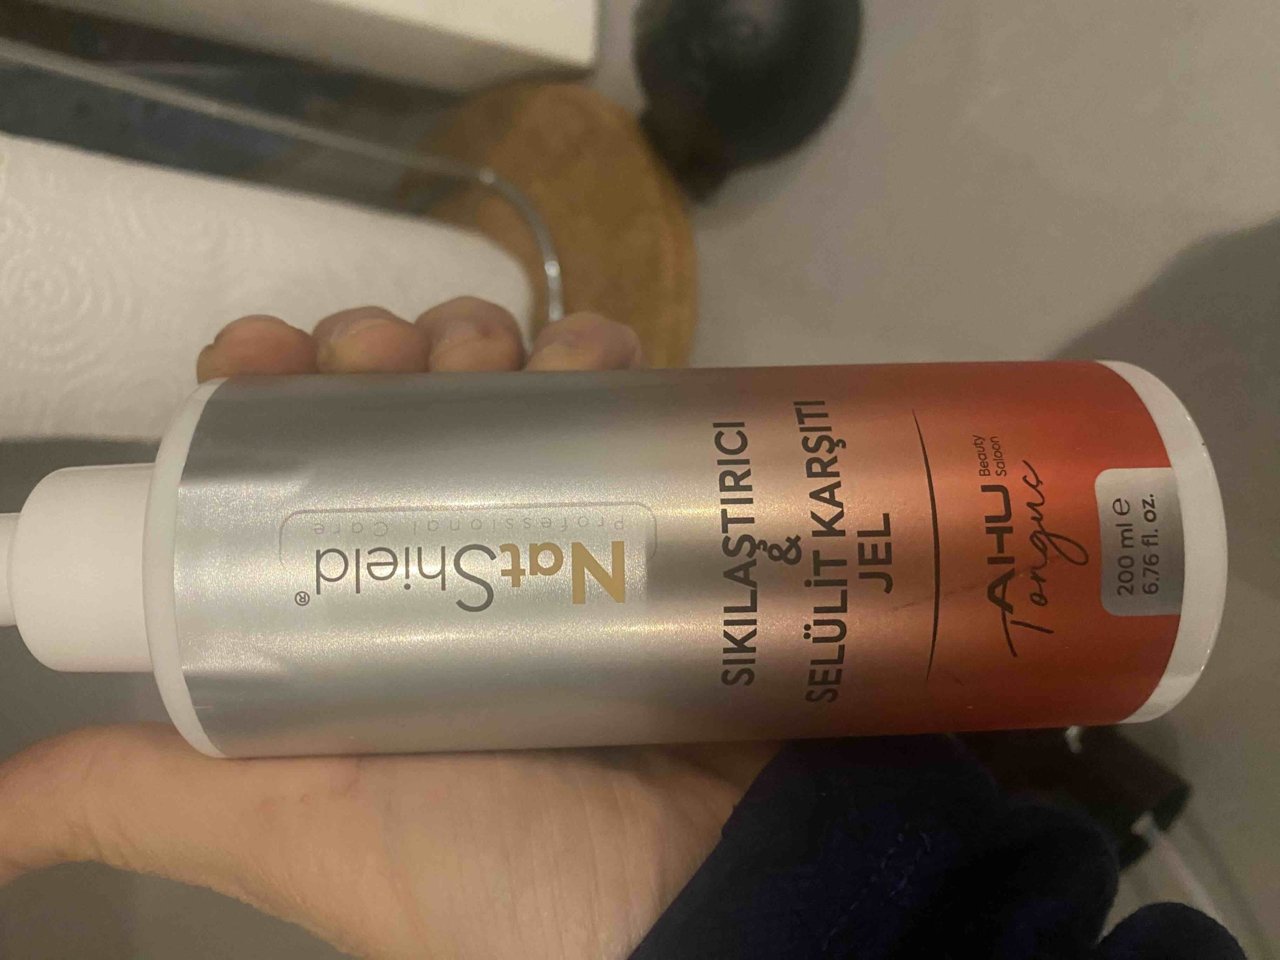 NatShield®
Professional Care
SIKILAŞTIRICI
&
SELÜLİT KARŞITI
JEL
AHU
Beauty
Saloon
Tonguç
200 ml e
6.76 fl. oz.